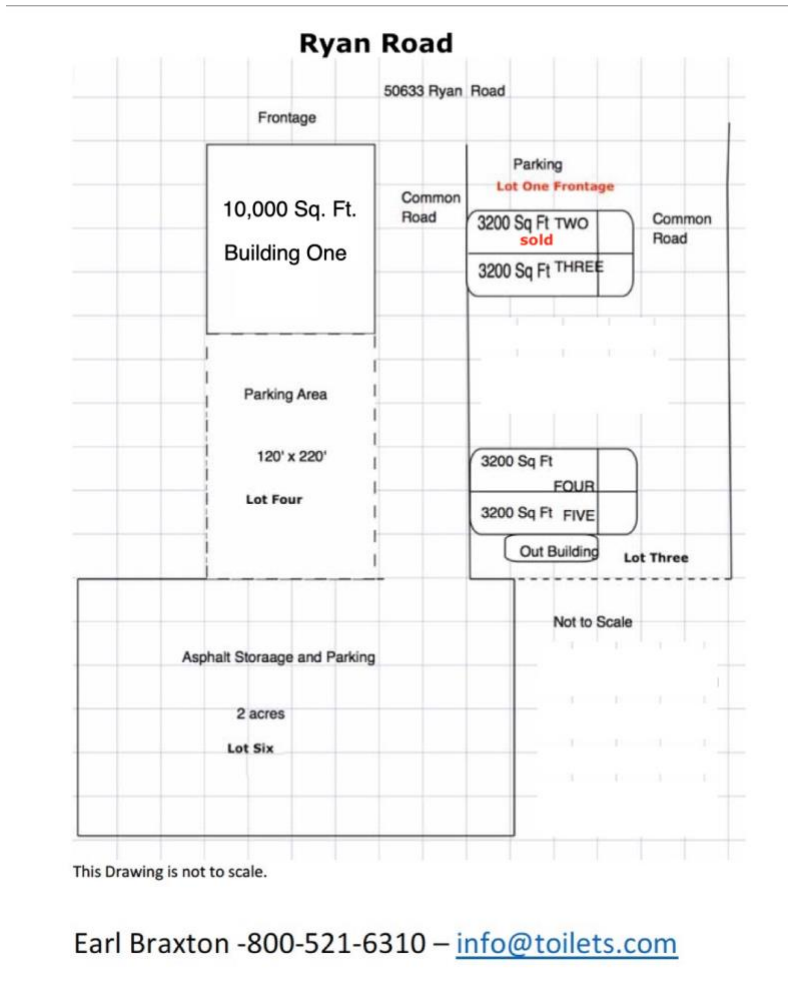 Ryan Road
50633 Ryan Road
Frontage
10,000 Sq. Ft.
Building One
Common
Road
Parking
Lot One Frontage
3200 Sq Ft TWO
sold
3200 Sq Ft THREE
Common
Road
Parking Area
120' x 220'
Lot Four
3200 Sq Ft
FOUR
3200 Sq Ft FIVE
Out Building
Lot Three
Not to Scale
Asphalt Storaage and Parking
2 acres
Lot Six
This Drawing is not to scale.
Earl Braxton -800-521-6310 – info@toilets.com